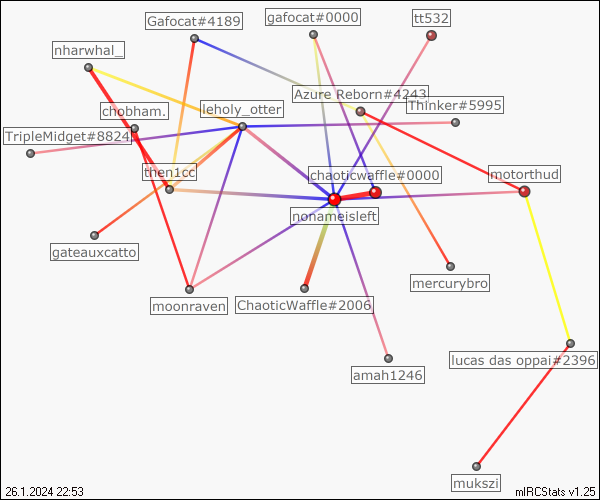 Gafocat#4189
gafocat#0000
tt532
nharwhal_
Azure Reborn#4243
Thinker#5995
chobham.
leholy_otter
TripleMidget#8824
then1cc
chaoticwaffle#0000
motorthud
nonameisleft
gateauxcatto
mercurybro
moonraven
ChaoticWaffle#2006
lucas das oppai#2396
amah1246
mukszi
26.1.2024 22:53
mIRCStats v1.25